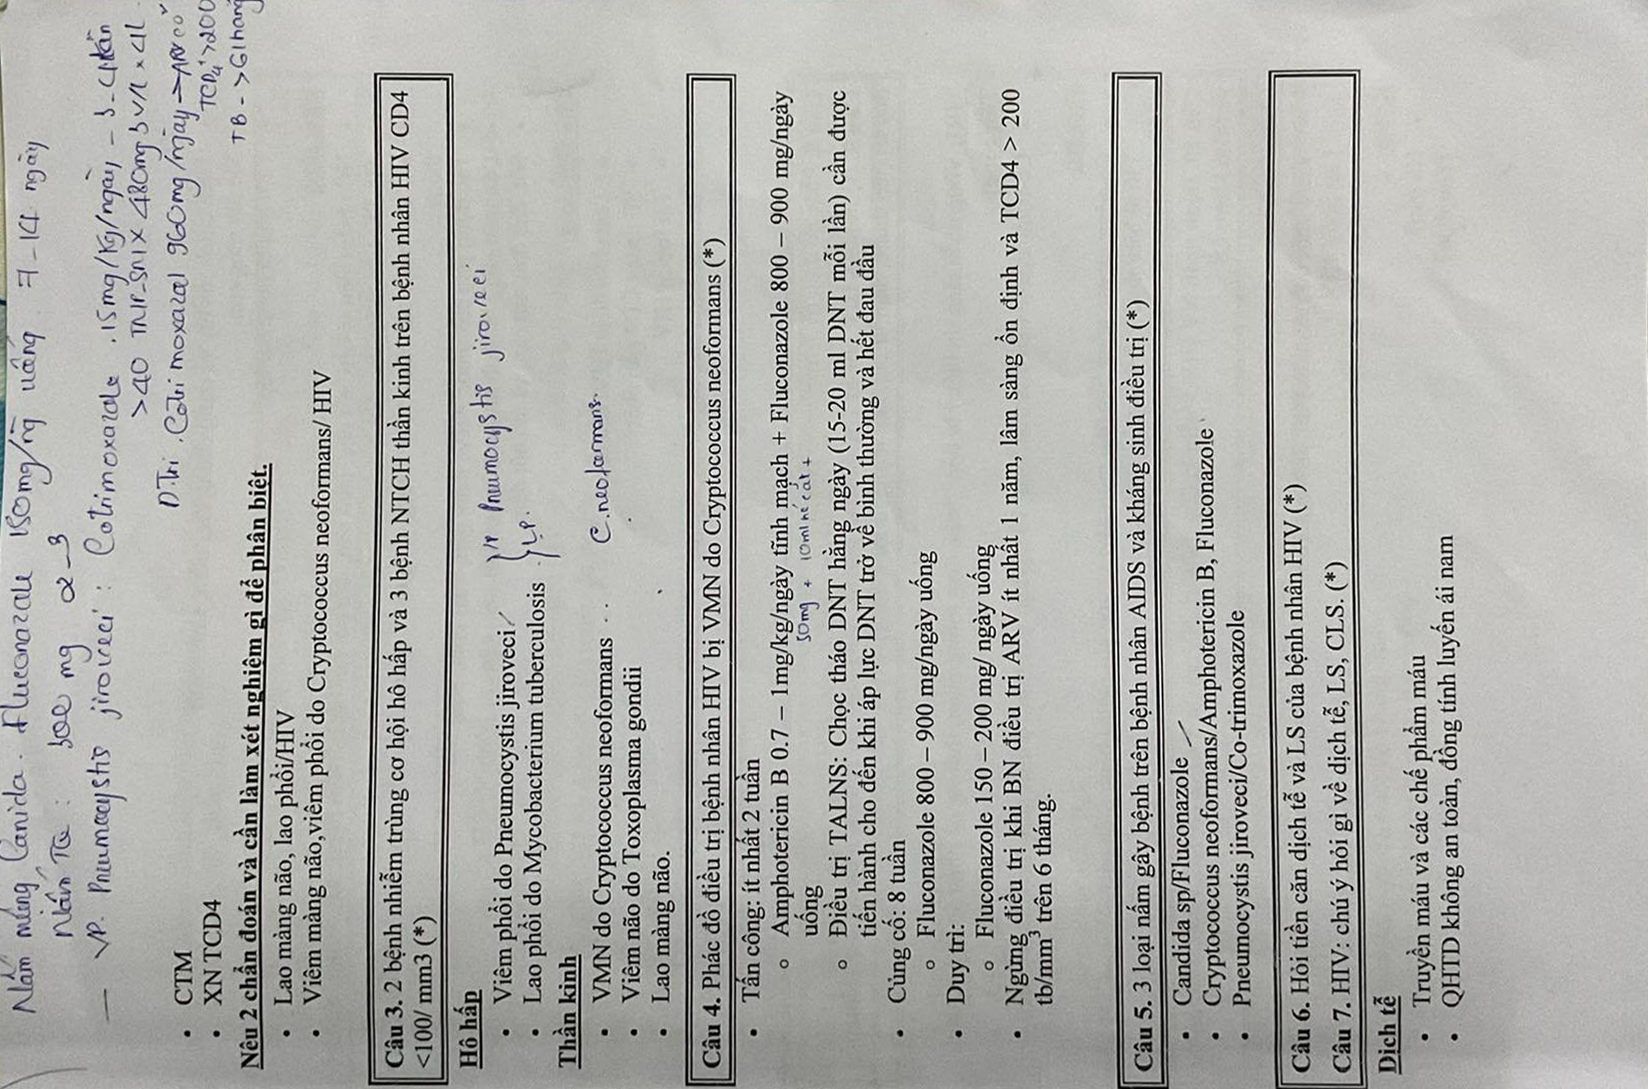 Nấm miệng Canida. Fluconazale 150mg/ng uống 7-14 ngày
Nấm TQ: 300 mg 2-3
- VP. Pneumocystis jiroveci: Cotrimoxazole .15mg/kg/ngày - 3-4 lần
>40 TMP-SMX 480mg 3v/L x 4L
D.Trì . Cotrimoxazal 960mg/ngày → ARV có
TCD4 >200
TB - > 6 tháng
• CTM
• XN TCD4
Nêu 2 chẩn đoán và cần làm xét nghiệm gì để phân biệt.
• Lao màng não, lao phổi/HIV
• Viêm màng não,viêm phổi do Cryptococcus neoformans/ HIV
Câu 3. 2 bệnh nhiễm trùng cơ hội hô hấp và 3 bệnh NTCH thần kinh trên bệnh nhân HIV CD4
<100/ mm3 (*)
Hô hấp
• Viêm phổi do Pneumocystis jiroveci
VP Pneumocystis jiroveci
• Lao phổi do Mycobacterium tuberculosis
LP.
Thần kinh
• VMN do Cryptococcus neoformans
C.neoformans.
• Viêm não do Toxoplasma gondii
• Lao màng não.
Câu 4. Phác đồ điều trị bệnh nhân HIV bị VMN do Cryptococcus neoformans (*)
• Tấn công: ít nhất 2 tuần
o Amphotericin B 0.7 – 1mg/kg/ngày tĩnh mạch + Fluconazole 800 – 900 mg/ngày
uống
50mg + 10ml nc cất +
o Điều trị TALNS: Chọc tháo DNT hằng ngày (15-20 ml DNT mỗi lần) cần được
tiến hành cho đến khi áp lực DNT trở về bình thường và hết đau đầu
• Củng cố: 8 tuần
o Fluconazole 800 – 900 mg/ngày uống
• Duy trì:
o Fluconazole 150 – 200 mg/ ngày uống
• Ngừng điều trị khi BN điều trị ARV ít nhất 1 năm, lâm sàng ổn định và TCD4 > 200
tb/mm³ trên 6 tháng.
Câu 5. 3 loại nấm gây bệnh trên bệnh nhân AIDS và kháng sinh điều trị (*)
• Candida sp/Fluconazole
• Cryptococcus neoformans/Amphotericin B, Fluconazole
• Pneumocystis jiroveci/Co-trimoxazole
Câu 6. Hỏi tiền căn dịch tễ và LS của bệnh nhân HIV (*)
Câu 7. HIV: chú ý hỏi gì về dịch tễ, LS, CLS. (*)
Dịch tễ
• Truyền máu và các chế phẩm máu
• QHTD không an toàn, đồng tính luyến ái nam